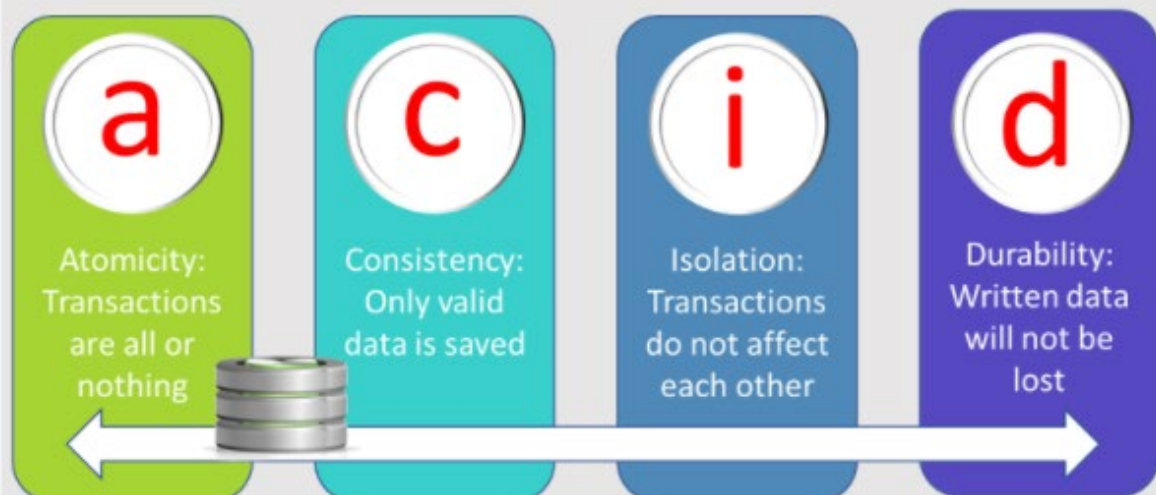 a
Atomicity:
Transactions
are all or
nothing
c
Consistency:
Only valid
data is saved
i
Isolation:
Transactions
do not affect
each other
d
Durability:
Written data
will not be
lost